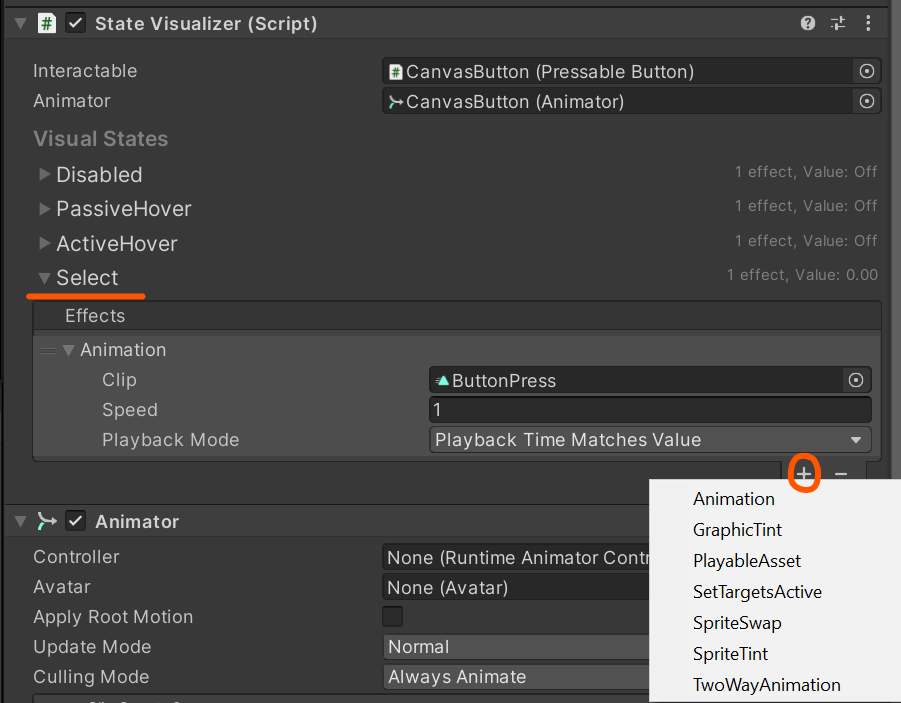 State Visualizer (Script)
Interactable CanvasButton (Pressable Button)
Animator CanvasButton (Animator)
Visual States
Disabled 1 effect, Value: Off
PassiveHover 1 effect, Value: Off
ActiveHover 1 effect, Value: Off
Select 1 effect, Value: 0.00
Effects
Animation
Clip ButtonPress
Speed 1
Playback Mode Playback Time Matches Value
Animation
GraphicTint
PlayableAsset
SetTargetsActive
SpriteSwap
SpriteTint
TwoWayAnimation
Animator
Controller None (Runtime Animator Contr
Avatar None (Avatar)
Apply Root Motion
Update Mode Normal
Culling Mode Always Animate